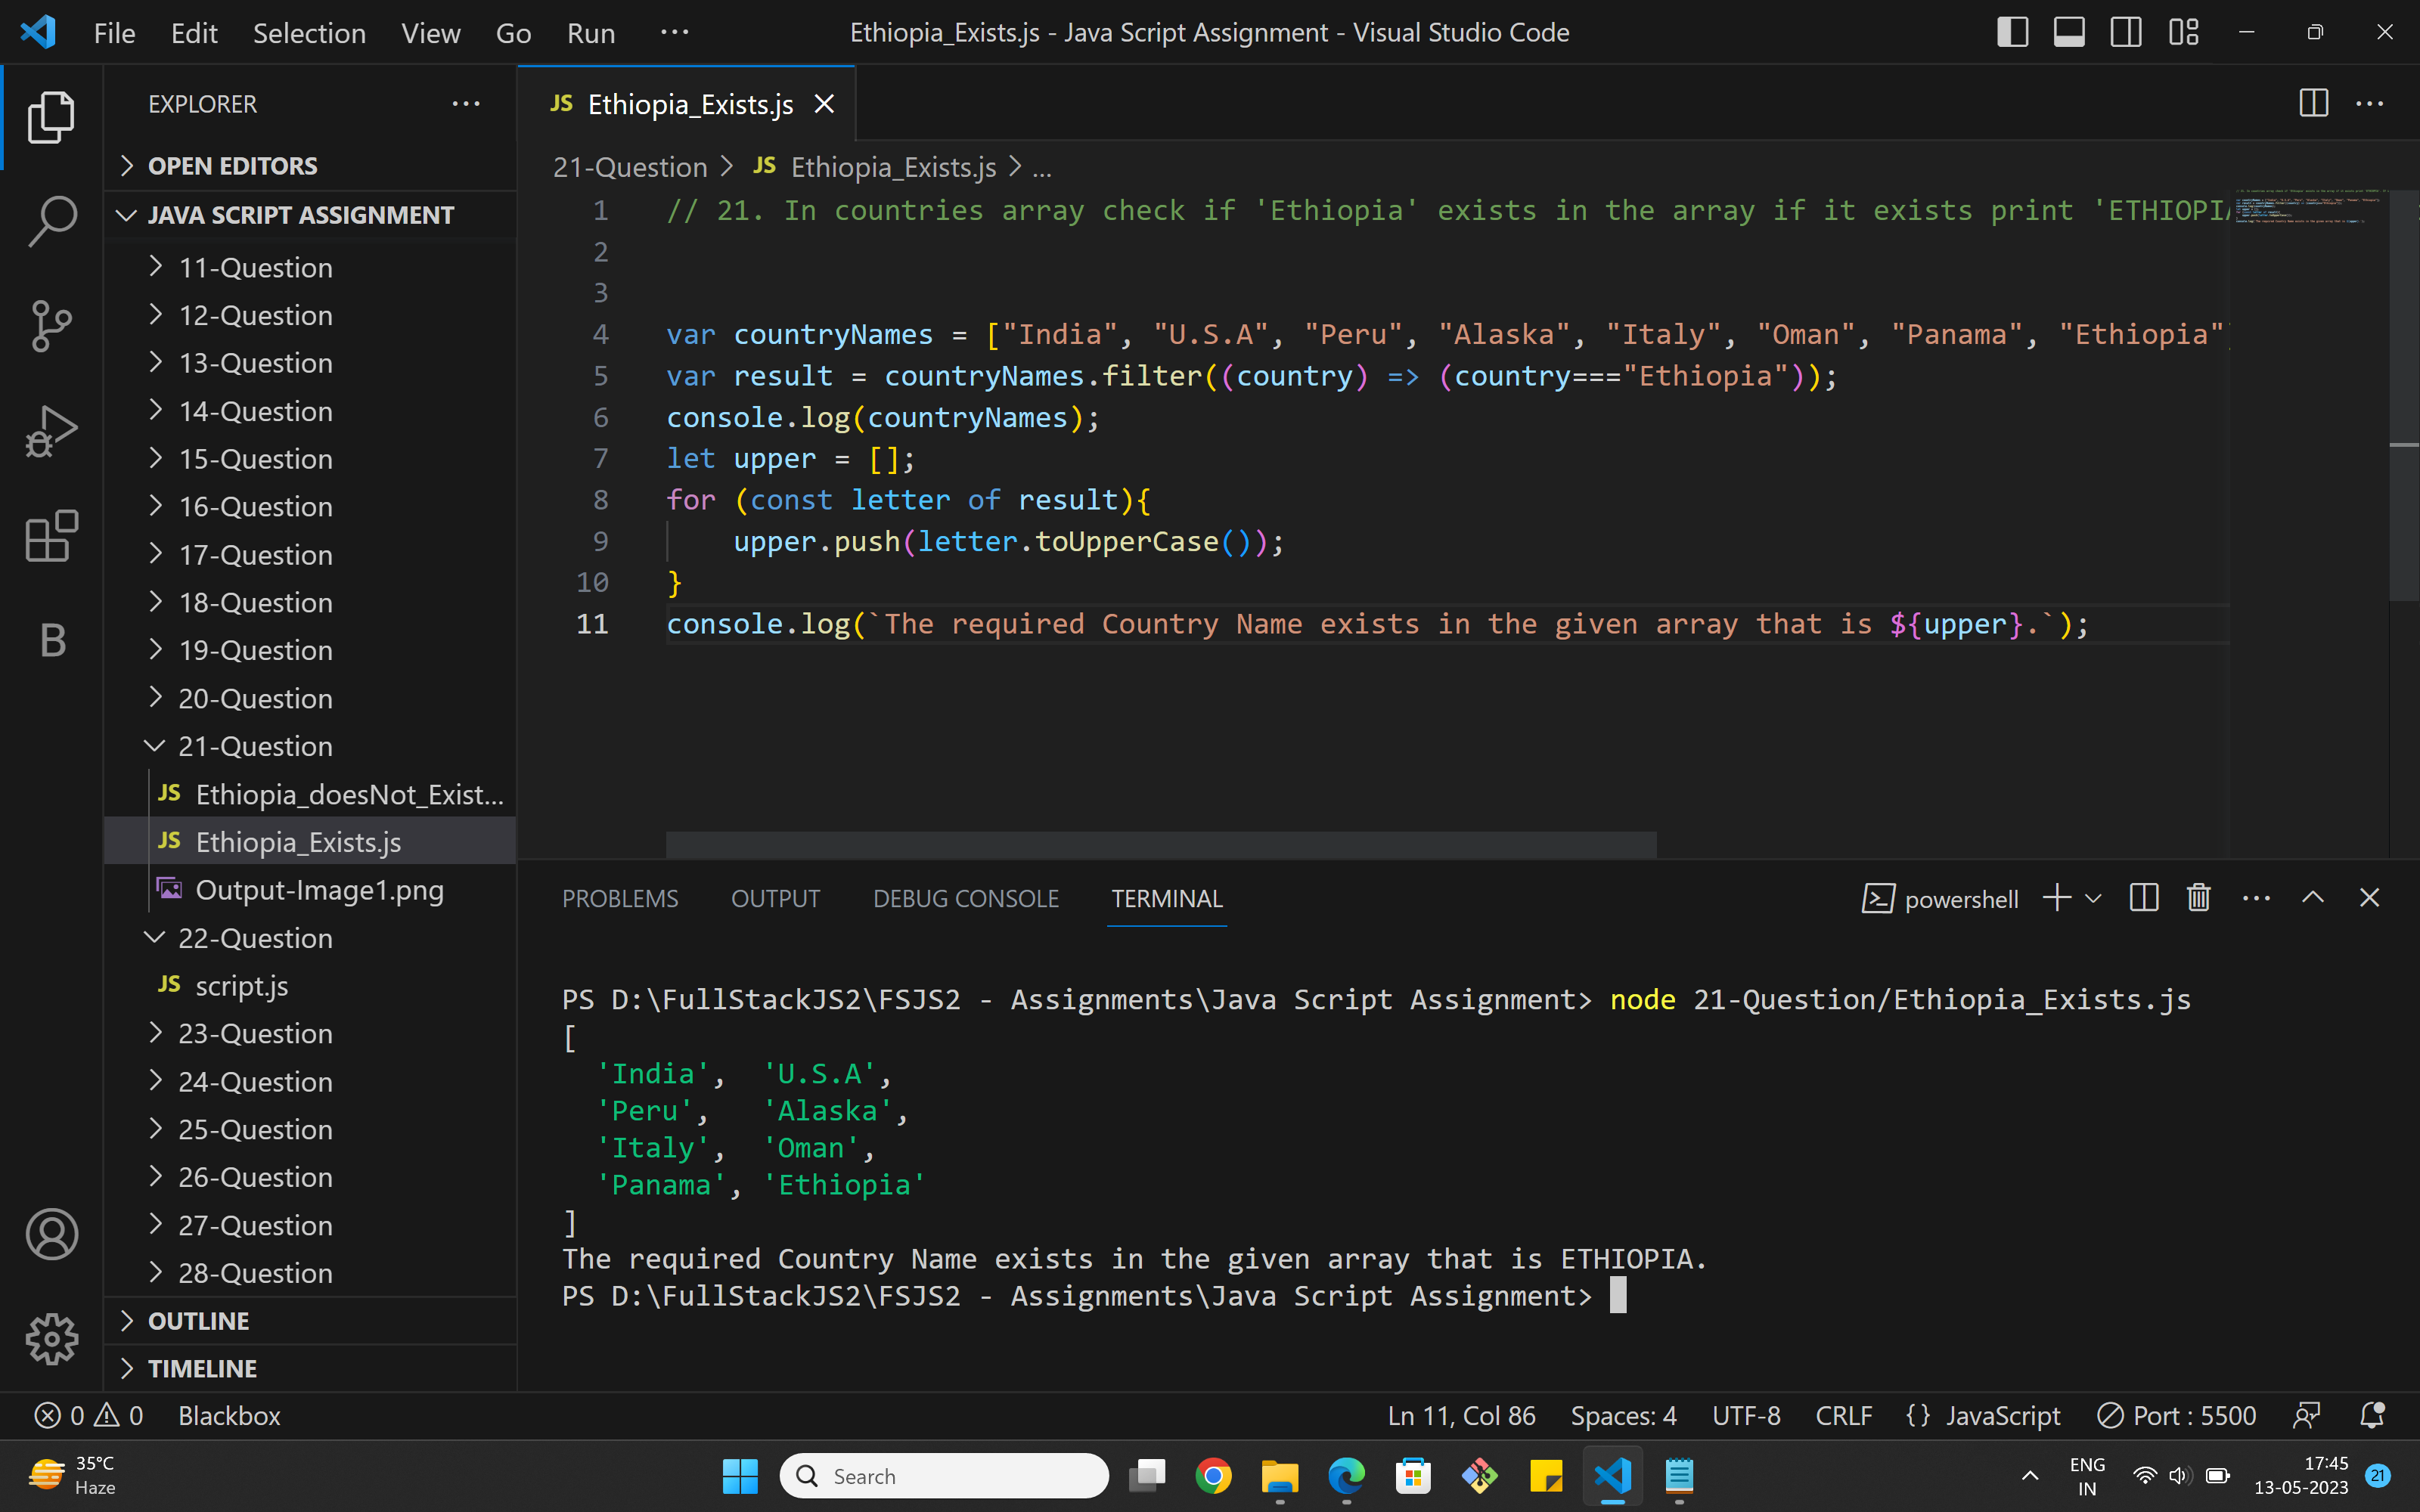 File Edit Selection View Go Run ··· Ethiopia_Exists.js - Java Script Assignment - Visual Studio Code
EXPLORER
OPEN EDITORS
JAVA SCRIPT ASSIGNMENT
11-Question
12-Question
13-Question
14-Question
15-Question
16-Question
17-Question
18-Question
19-Question
20-Question
21-Question
JS Ethiopia_doesNot_Exist...
JS Ethiopia_Exists.js
Output-Image1.png
22-Question
JS script.js
23-Question
24-Question
25-Question
26-Question
27-Question
28-Question
OUTLINE
TIMELINE
JS Ethiopia_Exists.js
21-Question > JS Ethiopia_Exists.js > ...
1 // 21. In countries array check if 'Ethiopia' exists in the array if it exists print 'ETHIOPIA
2
3
4 var countryNames = ["India", "U.S.A", "Peru", "Alaska", "Italy", "Oman", "Panama", "Ethiopia"]
5 var result = countryNames.filter((country) => (country==="Ethiopia"));
6 console.log(countryNames);
7 let upper = [];
8 for (const letter of result){
9     upper.push(letter.toUpperCase());
10 }
11 console.log(`The required Country Name exists in the given array that is ${upper}.`);
PROBLEMS OUTPUT DEBUG CONSOLE TERMINAL powershell
PS D:\FullStackJS2\FSJS2 - Assignments\Java Script Assignment> node 21-Question/Ethiopia_Exists.js
[
  'India',  'U.S.A',
  'Peru',   'Alaska',
  'Italy',  'Oman',
  'Panama', 'Ethiopia'
]
The required Country Name exists in the given array that is ETHIOPIA.
PS D:\FullStackJS2\FSJS2 - Assignments\Java Script Assignment>
0 0 Blackbox Ln 11, Col 86 Spaces: 4 UTF-8 CRLF {} JavaScript Port : 5500
35°C
Haze
Search
ENG
IN
17:45
13-05-2023
21
B